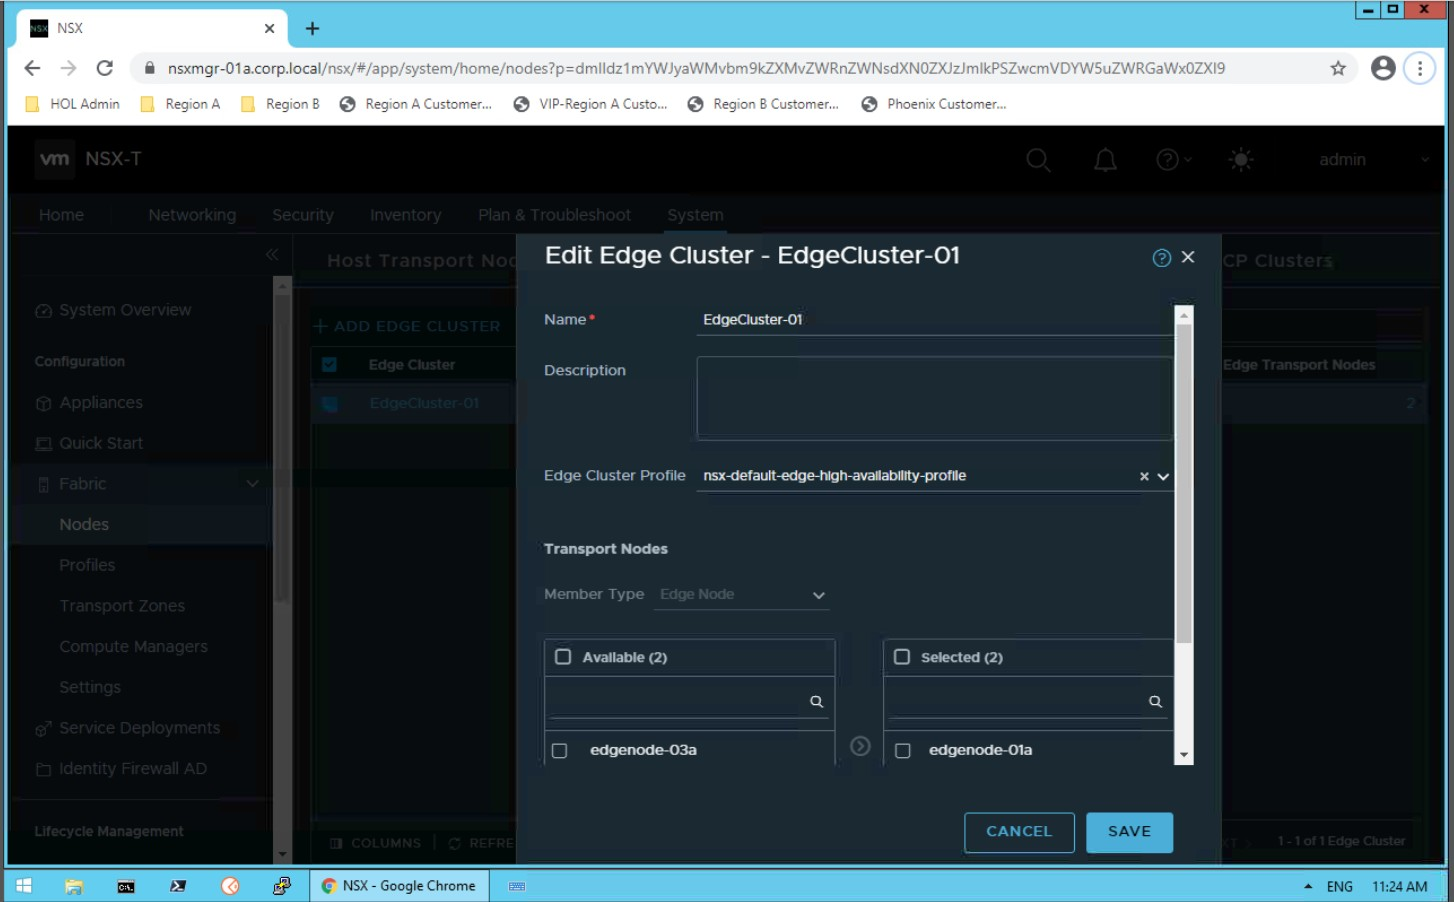 NSX
NSX
nsxmgr-01a.corp.local/nsx/#/app/system/home/nodes?p=dmlldz1mYWJyaWMvbm9kZXMvZWRnZWNsdXN0ZXJzJmlkPSZwcmVDYW5uZWRGaWx0ZXI9
HOL Admin Region A Region B Region A Customer... VIP-Region A Custo... Region B Customer... Phoenix Customer...
vm NSX-T admin
Home Networking Security Inventory Plan & Troubleshoot System
Host Transport Nod
Edit Edge Cluster - EdgeCluster-01
CP Clusters
System Overview
Configuration
Appliances
Quick Start
Fabric
Nodes
Profiles
Transport Zones
Compute Managers
Settings
Service Deployments
Identity Firewall AD
Lifecycle Management
+ ADD EDGE CLUSTER
Edge Cluster Edge Transport Nodes
EdgeCluster-01 2
Name* EdgeCluster-01
Description
Edge Cluster Profile nsx-default-edge-high-availability-profile
Transport Nodes
Member Type Edge Node
Available (2) Selected (2)
edgenode-03a edgenode-01a
CANCEL SAVE
COLUMNS REFRE 1 - 1 of 1 Edge Cluster
NSX - Google Chrome ENG 11:24 AM